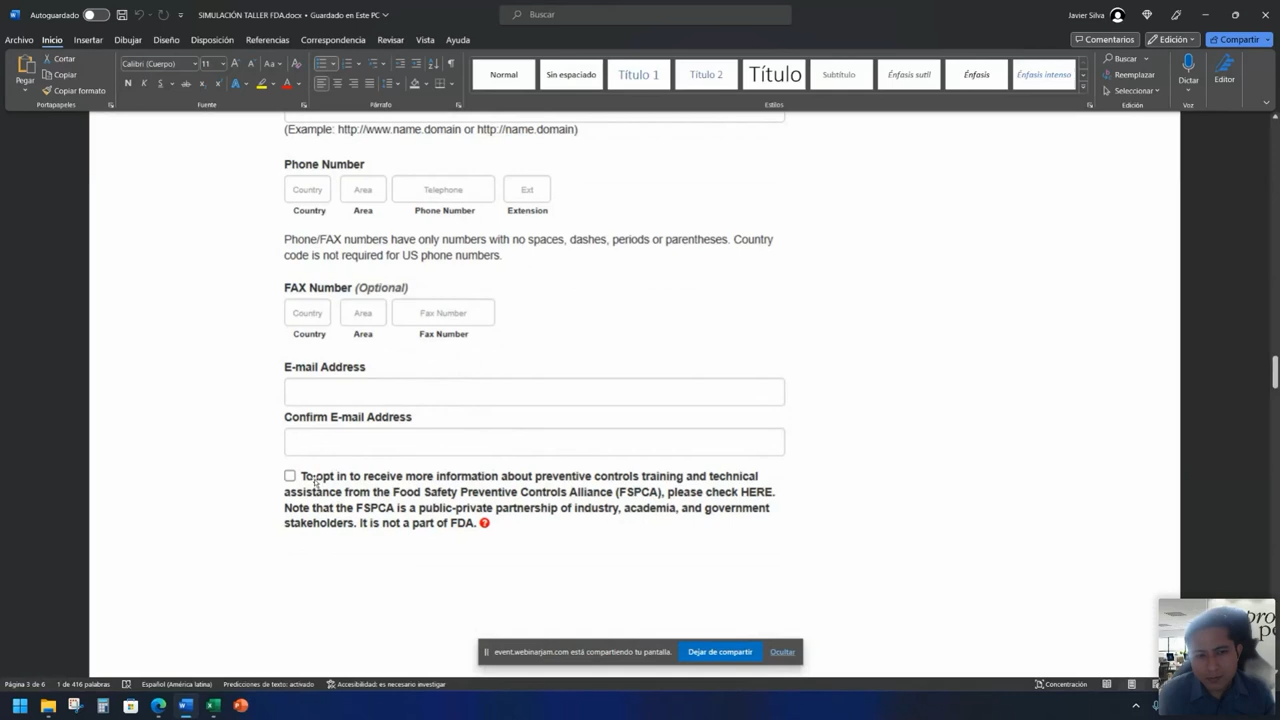 Autoguardado
SIMULACIÓN TALLER FDA.docx • Guardado en Este PC
Buscar
Javier Silva
Archivo Inicio Insertar Dibujar Diseño Disposición Referencias Correspondencia Revisar Vista Ayuda
Comentarios Edición Compartir
Pegar
Cortar
Copiar
Copiar formato
Portapapeles
Calibri (Cuerpo) 11
Fuente
Párrafo
Normal Sin espaciado Título 1 Título 2 Título Subtítulo Énfasis sutil Énfasis Énfasis intenso
Estilos
Buscar
Reemplazar
Seleccionar
Edición
Dictar
Voz
Editor
(Example: http://www.name.domain or http://name.domain)
Phone Number
Country Area Telephone Ext
Country Area Phone Number Extension
Phone/FAX numbers have only numbers with no spaces, dashes, periods or parentheses. Country
code is not required for US phone numbers.
FAX Number (Optional)
Country Area Fax Number
Country Area Fax Number
E-mail Address
Confirm E-mail Address
To opt in to receive more information about preventive controls training and technical
assistance from the Food Safety Preventive Controls Alliance (FSPCA), please check HERE.
Note that the FSPCA is a public-private partnership of industry, academia, and government
stakeholders. It is not a part of FDA. ?
event.webinarjam.com está compartiendo tu pantalla. Dejar de compartir Ocultar
Página 3 de 6 1 de 416 palabras Español (América latina) Predicciones de texto: activado Accesibilidad: es necesario investigar
Concentración